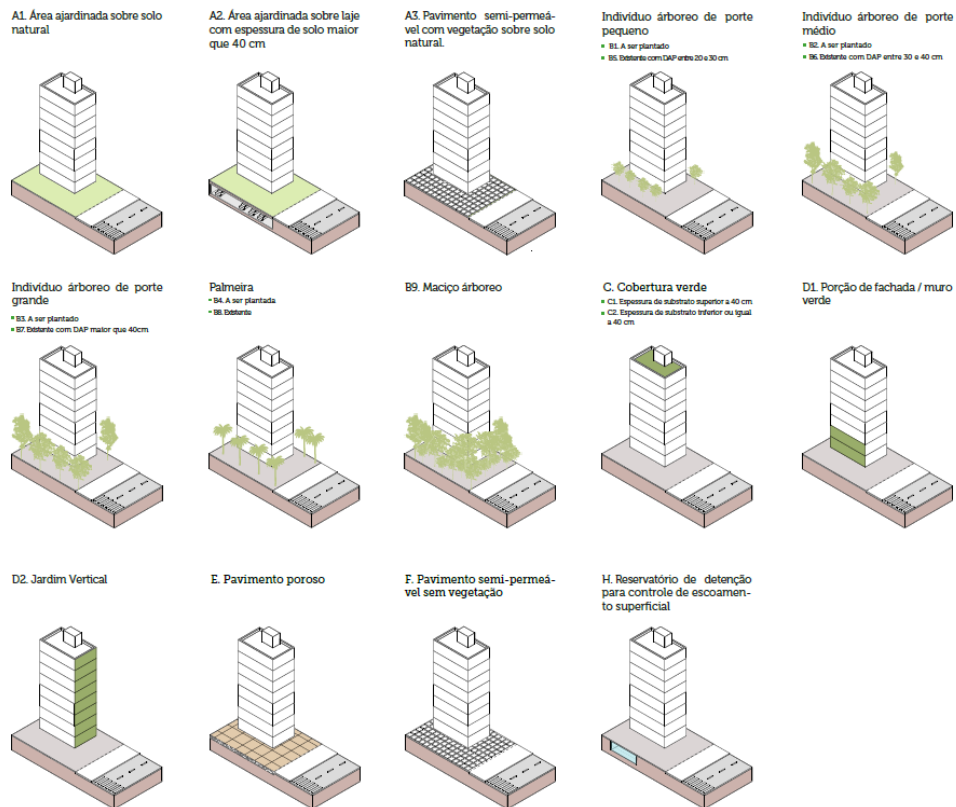 A1. Área ajardinada sobre solo
natural
A2. Área ajardinada sobre laje
com espessura de solo maior
que 40 cm
A3. Pavimento semi-permeá-
vel com vegetação sobre solo
natural.
Indivíduo árboreo de porte
pequeno
B1. A ser plantado
B5. Existente com DAP entre 20 e 30 cm
Indivíduo árboreo de porte
médio
B2. A ser plantado
B6. Existente com DAP entre 30 e 40 cm
Indivíduo árboreo de porte
grande
B3. A ser plantado
B7. Existente com DAP maior que 40cm
Palmeira
B4. A ser plantada
B8. Existente
B9. Maciço árboreo
C. Cobertura verde
C1. Espessura de substrato superior a 40 cm
C2. Espessura de substrato inferior ou igual
a 40 cm
D1. Porção de fachada / muro
verde
D2. Jardim Vertical
E. Pavimento poroso
F. Pavimento semi-permeá-
vel sem vegetação
H. Reservatório de detenção
para controle de escoamen-
to superficial